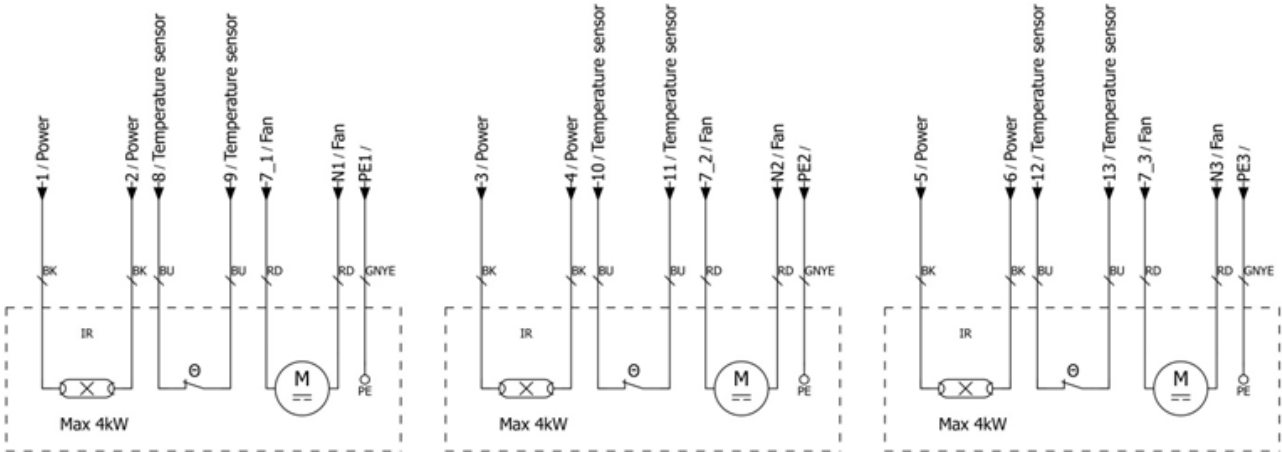 1 / Power
2 / Power
8 / Temperature sensor
9 / Temperature sensor
7_1 / Fan
N1 / Fan
PE1 /
3 / Power
4 / Power
10 / Temperature sensor
11 / Temperature sensor
7_2 / Fan
N2 / Fan
PE2 /
5 / Power
6 / Power
12 / Temperature sensor
13 / Temperature sensor
7_3 / Fan
N3 / Fan
PE3 /
BK
BK
BU
BU
RD
RD
GNYE
BK
BK
BU
BU
RD
RD
GNYE
BK
BK
BU
BU
RD
RD
GNYE
IR
IR
IR
Θ
M
PE
Θ
M
PE
Θ
M
PE
Max 4kW
Max 4kW
Max 4kW